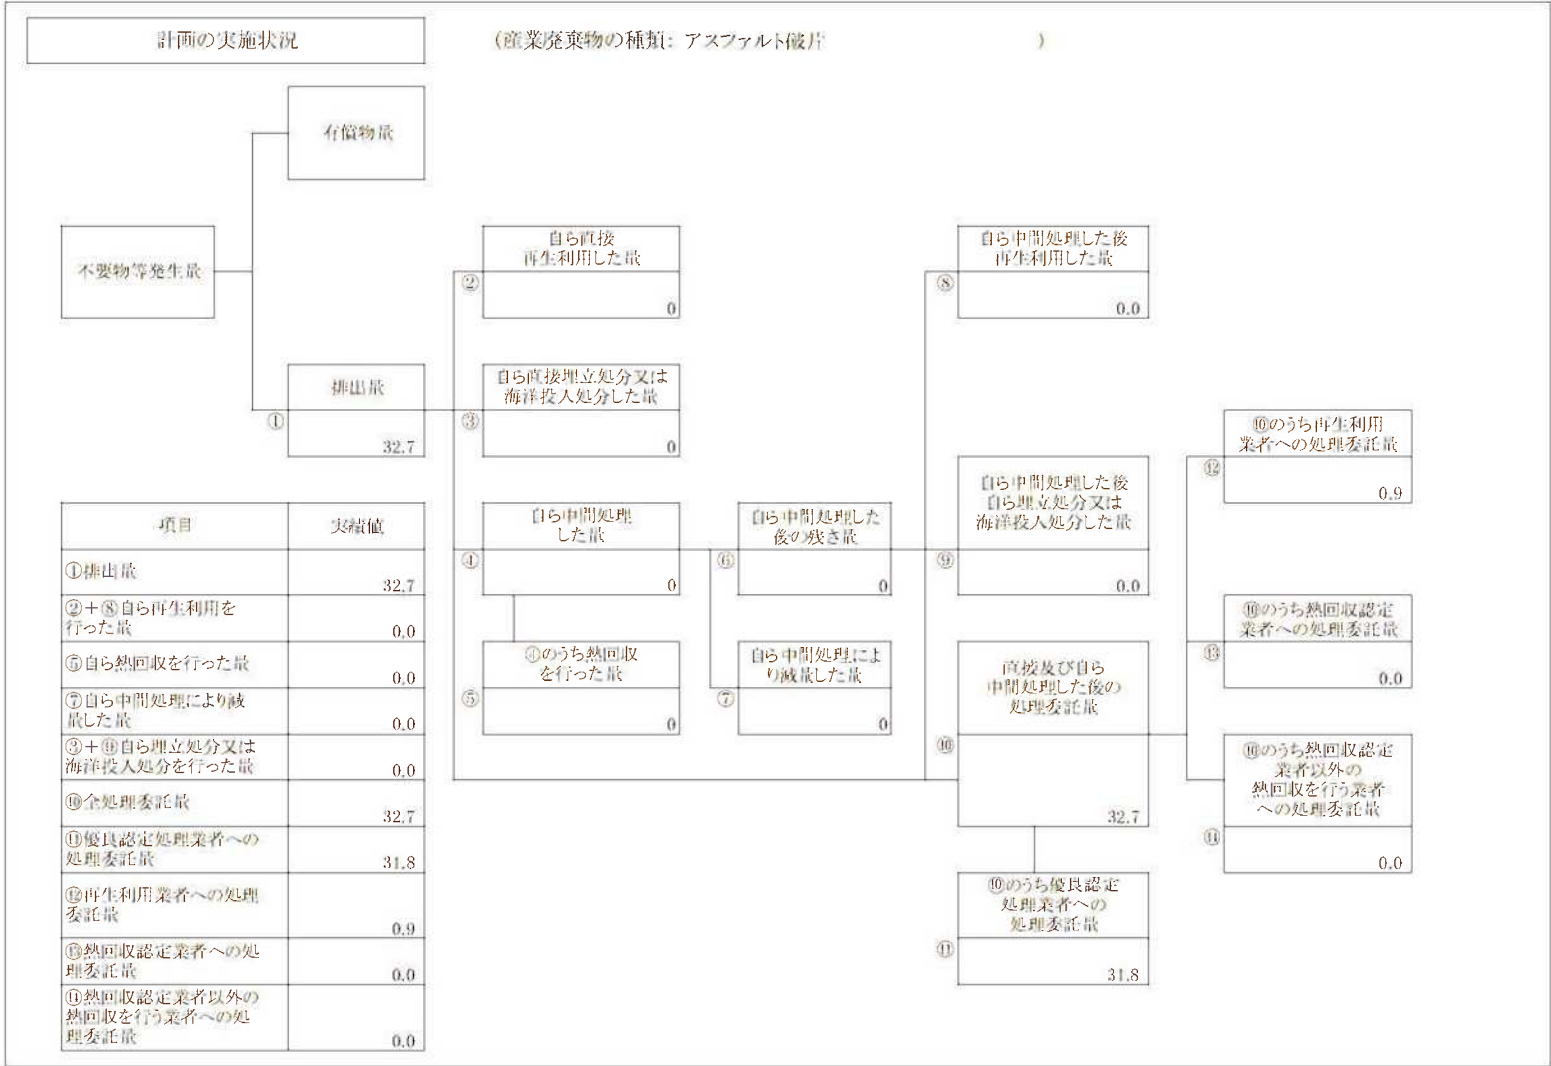 計画の実施状況
（産業廃棄物の種類: アスファルト破片 ）
有償物量
不要物等発生量
排出量
①
32.7
自ら直接
再生利用した量
②
0
自ら直接埋立処分又は
海洋投入処分した量
③
0
自ら中間処理
した量
④
0
④のうち熱回収
を行った量
⑤
0
自ら中間処理した
後の残さ量
⑥
0
自ら中間処理によ
り減量した量
⑦
0
自ら中間処理した後
再生利用した量
⑧
0.0
自ら中間処理した後
自ら埋立処分又は
海洋投入処分した量
⑨
0.0
直接及び自ら
中間処理した後の
処理委託量
⑩
32.7
⑩のうち優良認定
処理業者への
処理委託量
⑪
31.8
⑩のうち再生利用
業者への処理委託量
⑫
0.9
⑩のうち熱回収認定
業者への処理委託量
⑬
0.0
⑩のうち熱回収認定
業者以外の
熱回収を行う業者
への処理委託量
⑭
0.0
項目 実績値
①排出量 32.7
②＋⑧自ら再生利用を
行った量 0.0
⑤自ら熱回収を行った量 0.0
⑦自ら中間処理により減
量した量 0.0
③＋⑨自ら埋立処分又は
海洋投入処分を行った量 0.0
⑩全処理委託量 32.7
⑪優良認定処理業者への
処理委託量 31.8
⑫再生利用業者への処理
委託量 0.9
⑬熱回収認定業者への処
理委託量 0.0
⑭熱回収認定業者以外の
熱回収を行う業者への処
理委託量 0.0